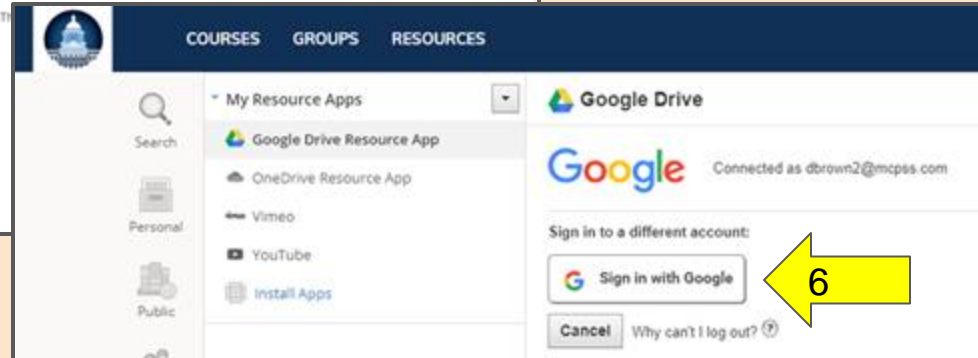 Th
COURSES GROUPS RESOURCES
Search
Personal
Public
My Resource Apps
Google Drive Resource App
OneDrive Resource App
Vimeo
YouTube
Install Apps
Google Drive
Google Connected as dbrown2@mcpss.com
Sign in to a different account:
G Sign in with Google
6
Cancel Why can't I log out? ?